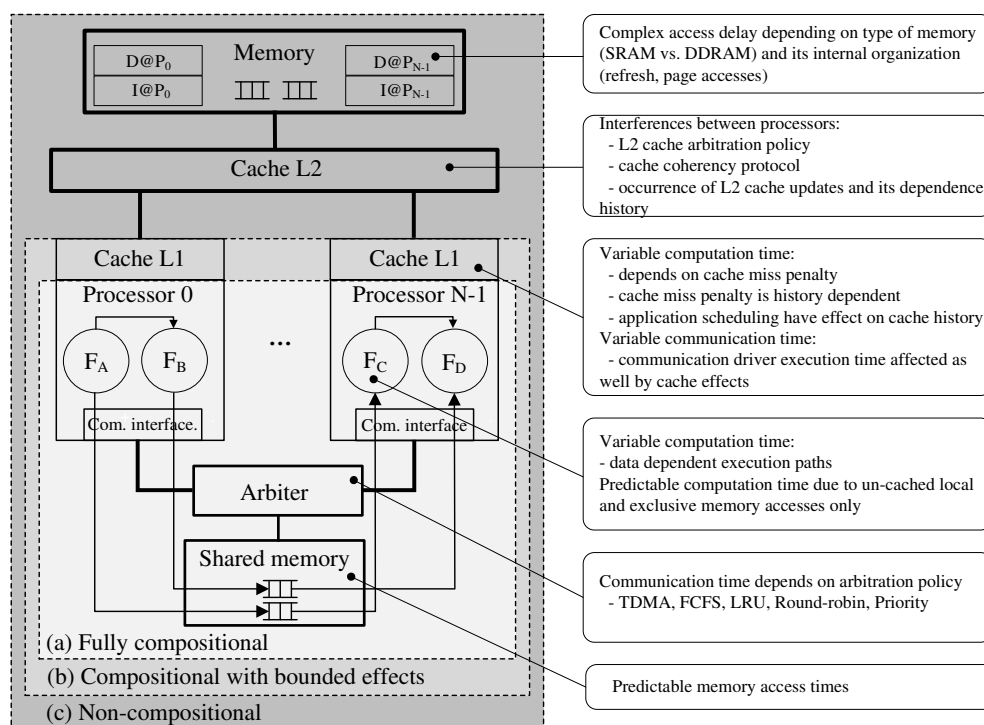 Memory
D@P0
I@P0
D@PN-1
I@PN-1
Cache L2
Cache L1
Cache L1
Processor 0
Processor N-1
...
FA
FB
FC
FD
Com. interface.
Com. interface
Arbiter
Shared memory
(a) Fully compositional
(b) Compositional with bounded effects
(c) Non-compositional
Complex access delay depending on type of memory
(SRAM vs. DDRAM) and its internal organization
(refresh, page accesses)
Interferences between processors:
- L2 cache arbitration policy
- cache coherency protocol
- occurrence of L2 cache updates and its dependence
history
Variable computation time:
- depends on cache miss penalty
- cache miss penalty is history dependent
- application scheduling have effect on cache history
Variable communication time:
- communication driver execution time affected as
well by cache effects
Variable computation time:
- data dependent execution paths
Predictable computation time due to un-cached local
and exclusive memory accesses only
Communication time depends on arbitration policy
- TDMA, FCFS, LRU, Round-robin, Priority
Predictable memory access times